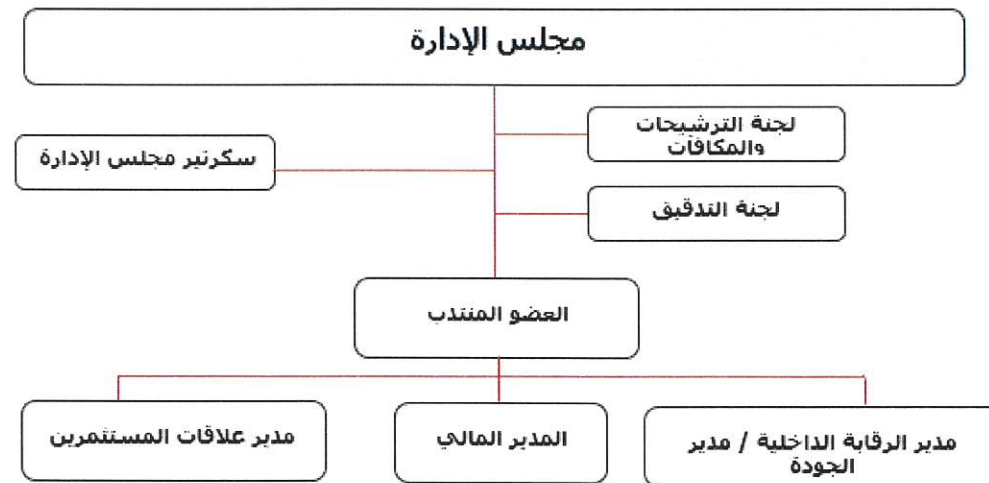 مجلس الإدارة
لجنة الترشيحات
والمكافآت
سكرتير مجلس الإدارة
لجنة التدقيق
العضو المنتدب
مدير الرقابة الداخلية / مدير
الجودة
المدير المالي
مدير علاقات المستثمرين